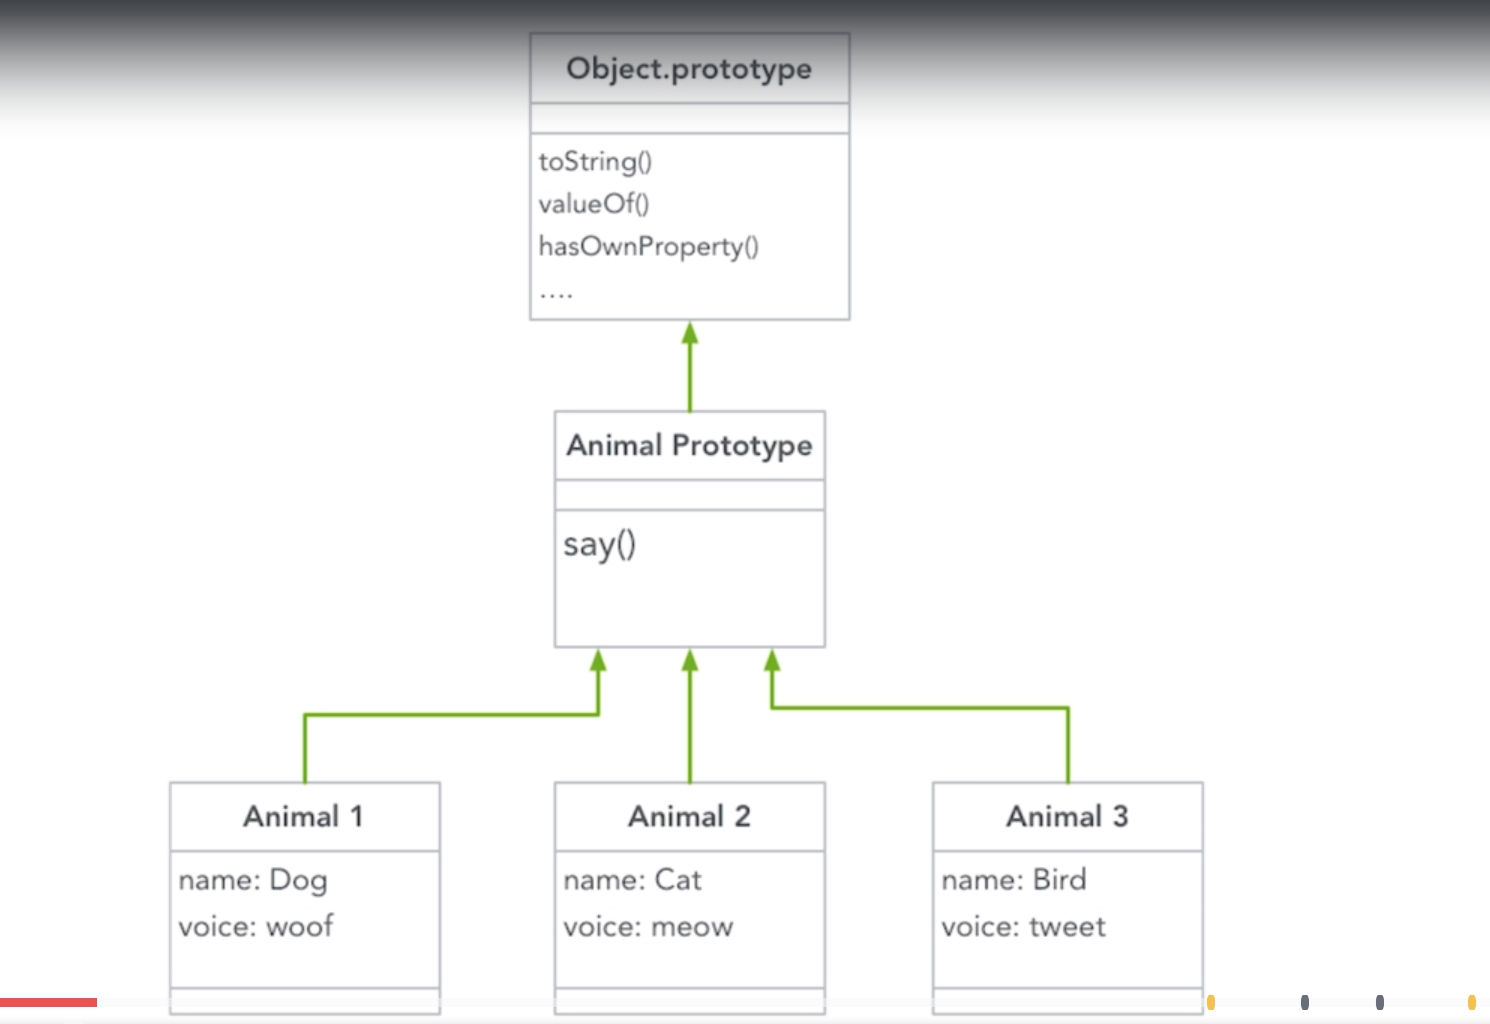 Object.prototype
toString()
valueOf()
hasOwnProperty()
....
Animal Prototype
say()
Animal 1
name: Dog
voice: woof
Animal 2
name: Cat
voice: meow
Animal 3
name: Bird
voice: tweet